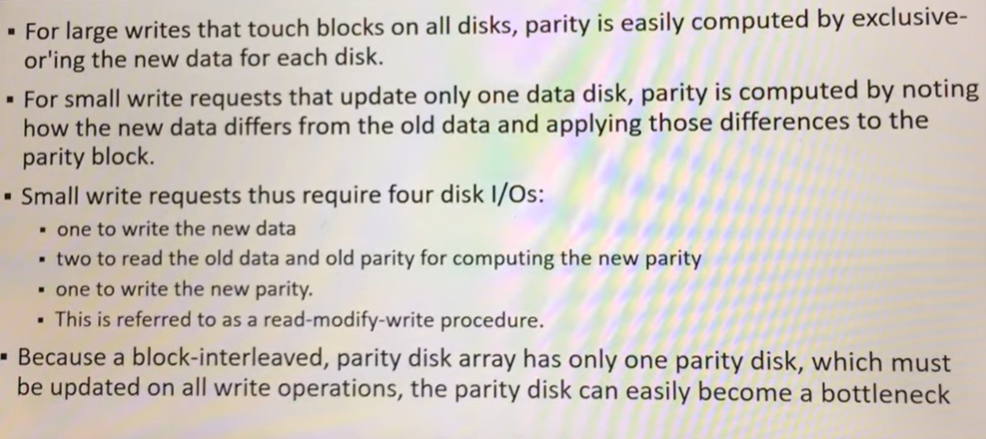 ▪ For large writes that touch blocks on all disks, parity is easily computed by exclusive-
or'ing the new data for each disk.
▪ For small write requests that update only one data disk, parity is computed by noting
how the new data differs from the old data and applying those differences to the
parity block.
▪ Small write requests thus require four disk I/Os:
▪ one to write the new data
▪ two to read the old data and old parity for computing the new parity
▪ one to write the new parity.
▪ This is referred to as a read-modify-write procedure.
▪ Because a block-interleaved, parity disk array has only one parity disk, which must
be updated on all write operations, the parity disk can easily become a bottleneck